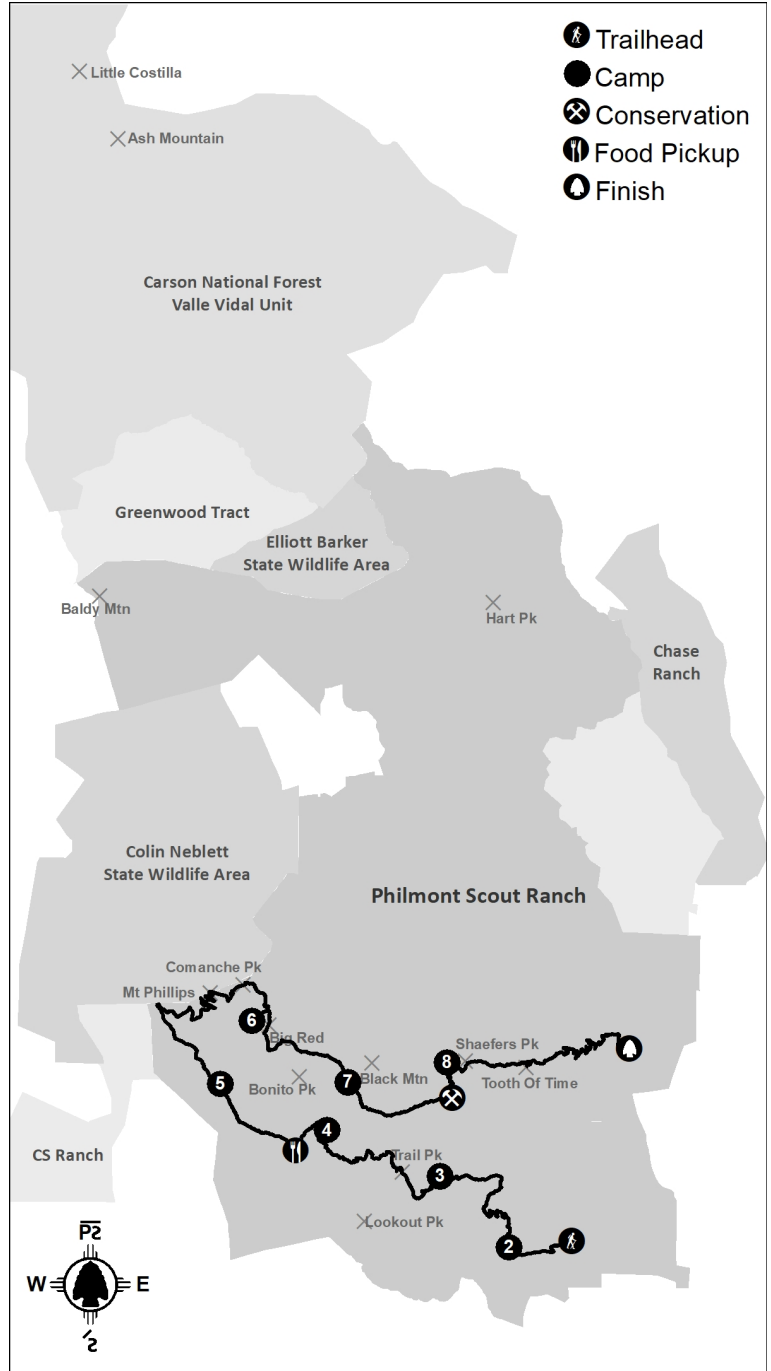 Trailhead
Camp
Conservation
Food Pickup
Finish
Little Costilla
Ash Mountain
Carson National Forest
Valle Vidal Unit
Greenwood Tract
Elliott Barker
State Wildlife Area
Baldy Mtn
Hart Pk
Chase
Ranch
Colin Neblett
State Wildlife Area
Philmont Scout Ranch
Comanche Pk
Mt Phillips
6
Big Red
Shaefers Pk
8
5
Bonito Pk
7
Black Mtn
Tooth Of Time
4
CS Ranch
Trail Pk
3
Lookout Pk
2
W
E